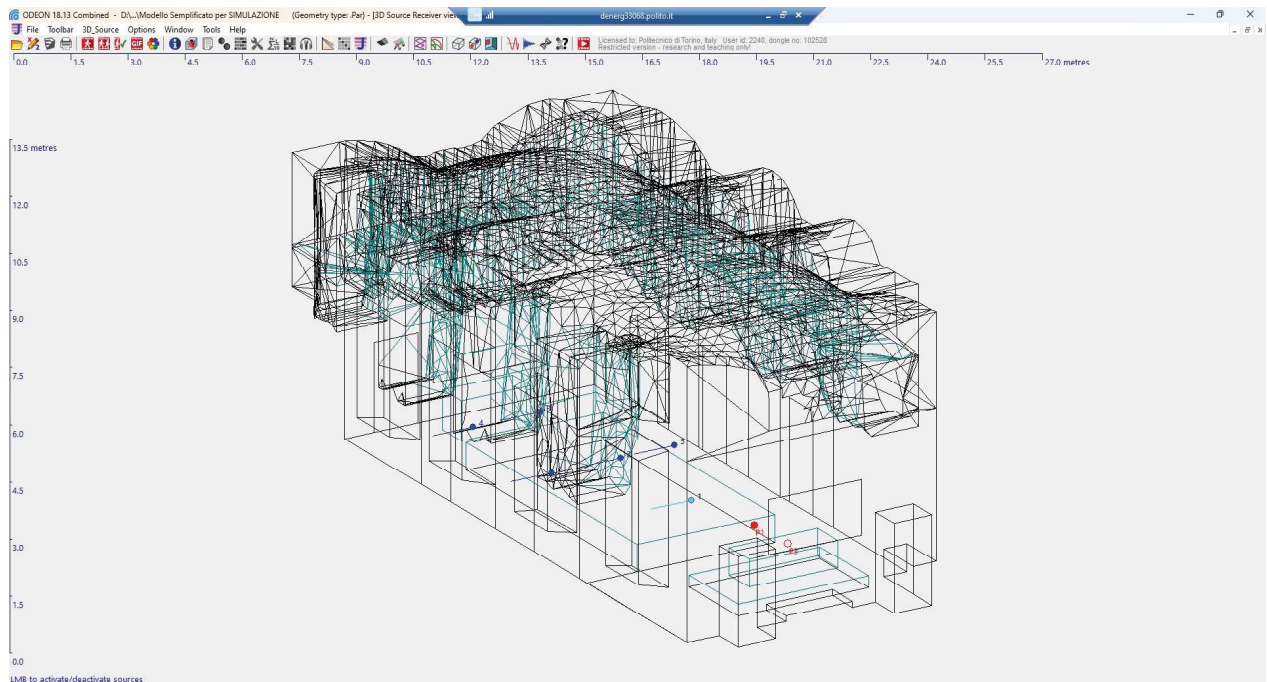 ODEON 18.13 Combined - D:\...\Modello Semplificato per SIMULAZIONE (Geometry type: .Par) - [3D Source Receiver view
denerg33068.polito.it
File Toolbar 3D_Source Options Window Tools Help
Licensed to: Politecnico di Torino, Italy User id: 2240, dongle no: 102528
Restricted version - research and teaching only!
0.0 1.5 3.0 4.5 6.0 7.5 9.0 10.5 12.0 13.5 15.0 16.5 18.0 19.5 21.0 22.5 24.0 25.5 27.0 metres
13.5 metres
12.0
10.5
9.0
7.5
6.0
4
3
4.5
1
P1
3.0
1.5
0.0
LMB to activate/deactivate sources